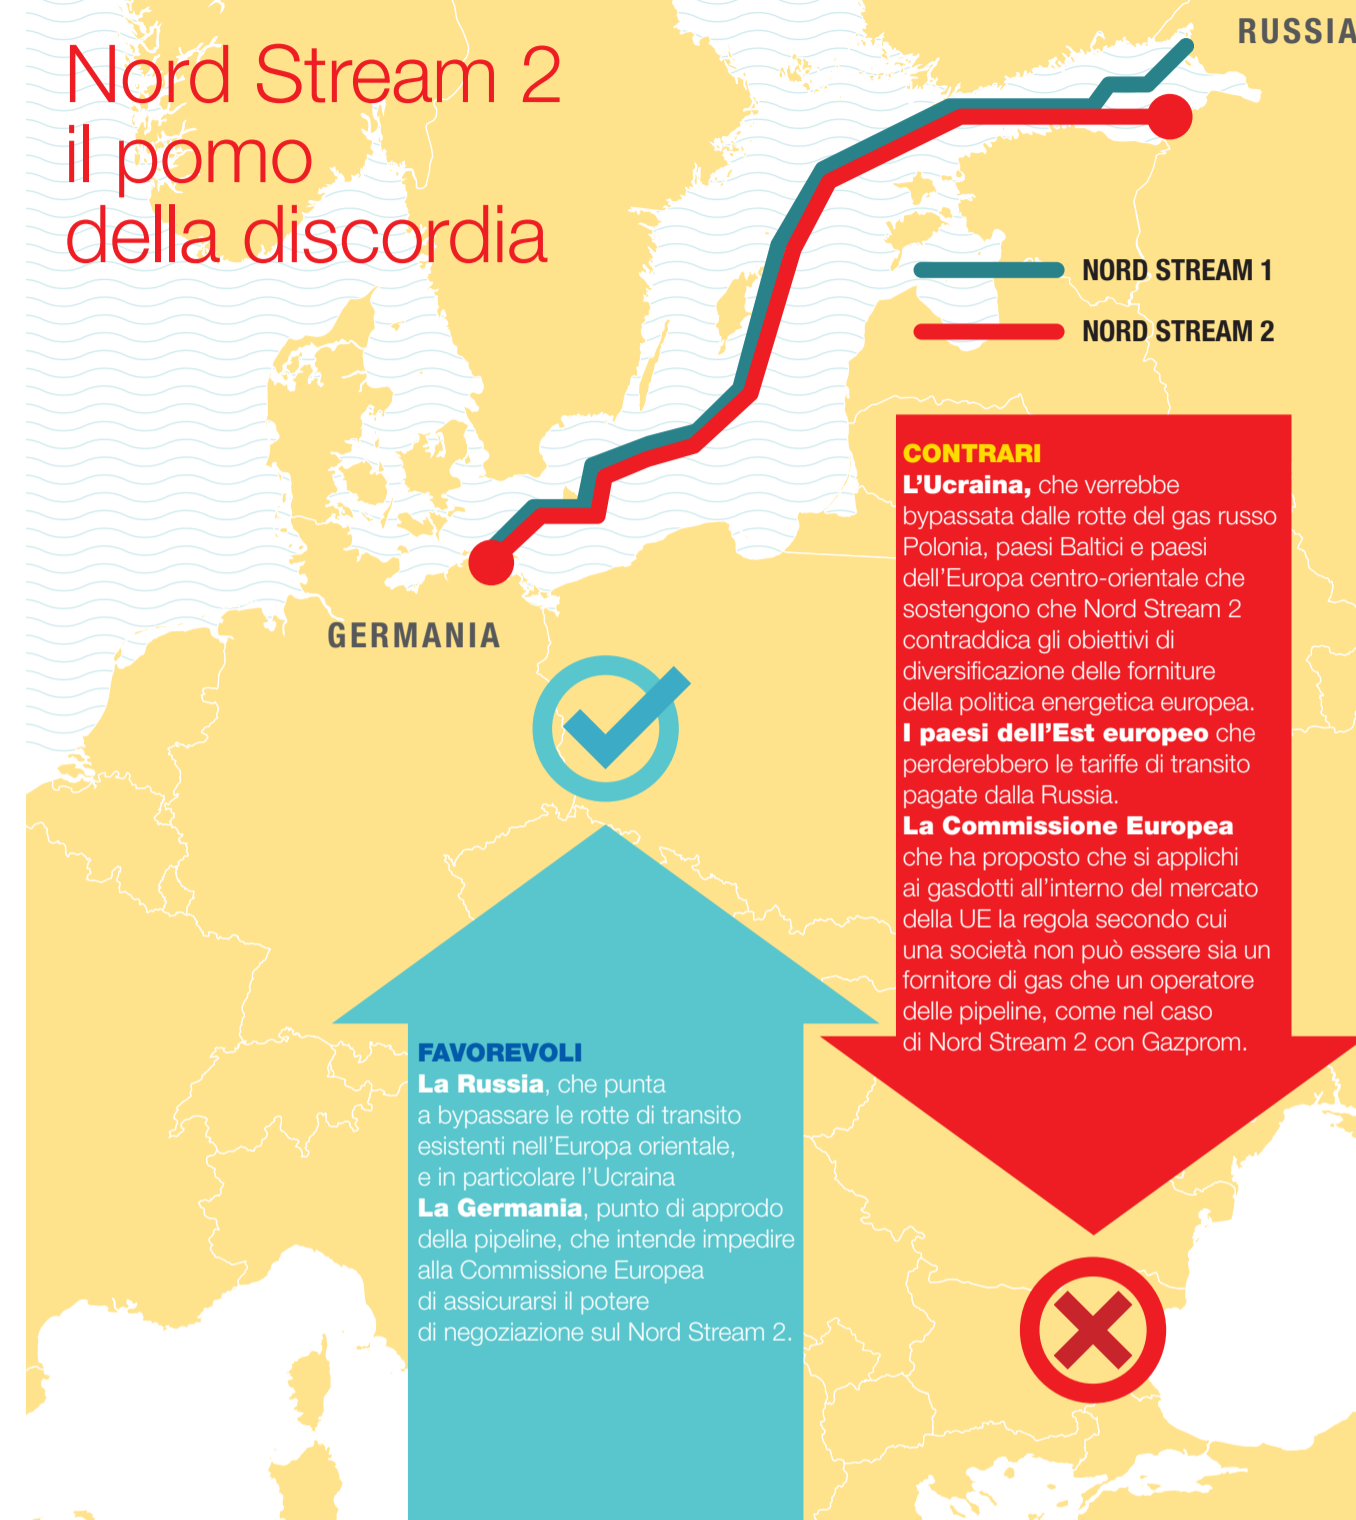 Nord Stream 2
il pomo
della discordia
RUSSIA
NORD STREAM 1
NORD STREAM 2
GERMANIA
CONTRARI
L'Ucraina, che verrebbe
bypassata dalle rotte del gas russo
Polonia, paesi Baltici e paesi
dell'Europa centro-orientale che
sostengono che Nord Stream 2
contraddica gli obiettivi di
diversificazione delle forniture
della politica energetica europea.
I paesi dell'Est europeo che
perderebbero le tariffe di transito
pagate dalla Russia.
La Commissione Europea
che ha proposto che si applichi
ai gasdotti all'interno del mercato
della UE la regola secondo cui
una società non può essere sia un
fornitore di gas che un operatore
delle pipeline, come nel caso
di Nord Stream 2 con Gazprom.
FAVOREVOLI
La Russia, che punta
a bypassare le rotte di transito
esistenti nell'Europa orientale,
e in particolare l'Ucraina
La Germania, punto di approdo
della pipeline, che intende impedire
alla Commissione Europea
di assicurarsi il potere
di negoziazione sul Nord Stream 2.